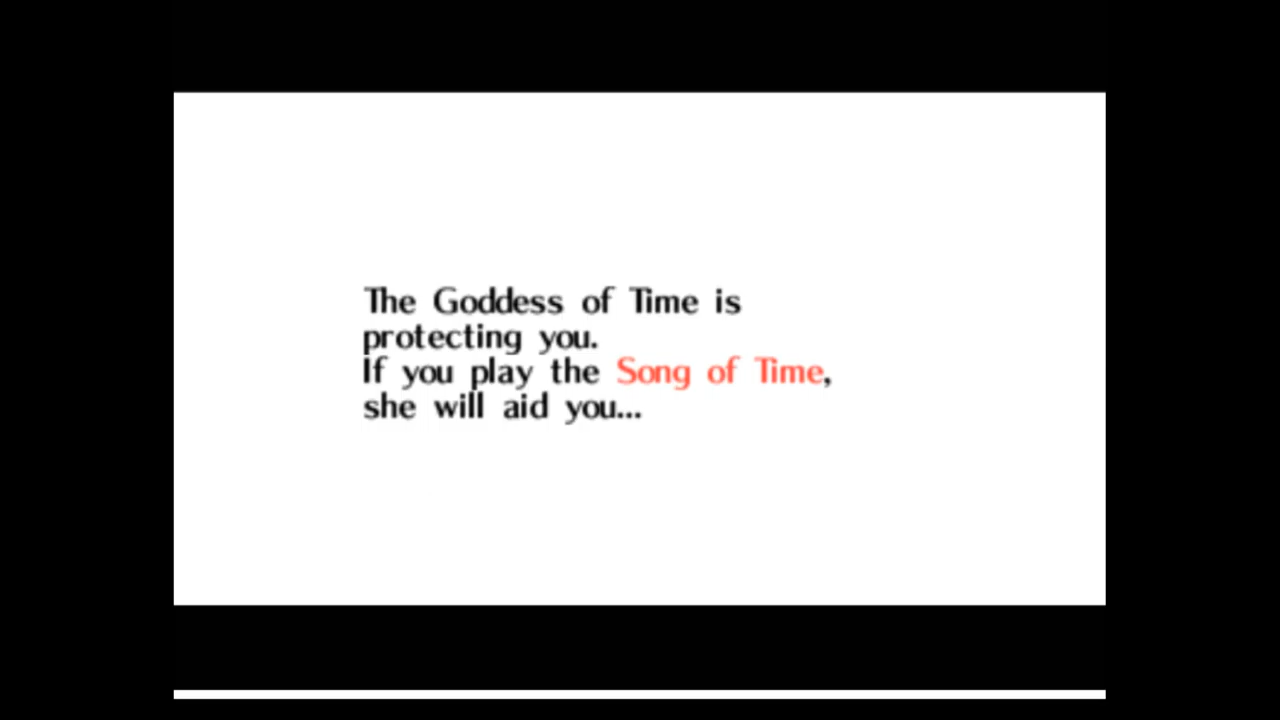 The Goddess of Time is
protecting you.
If you play the Song of Time,
she will aid you...